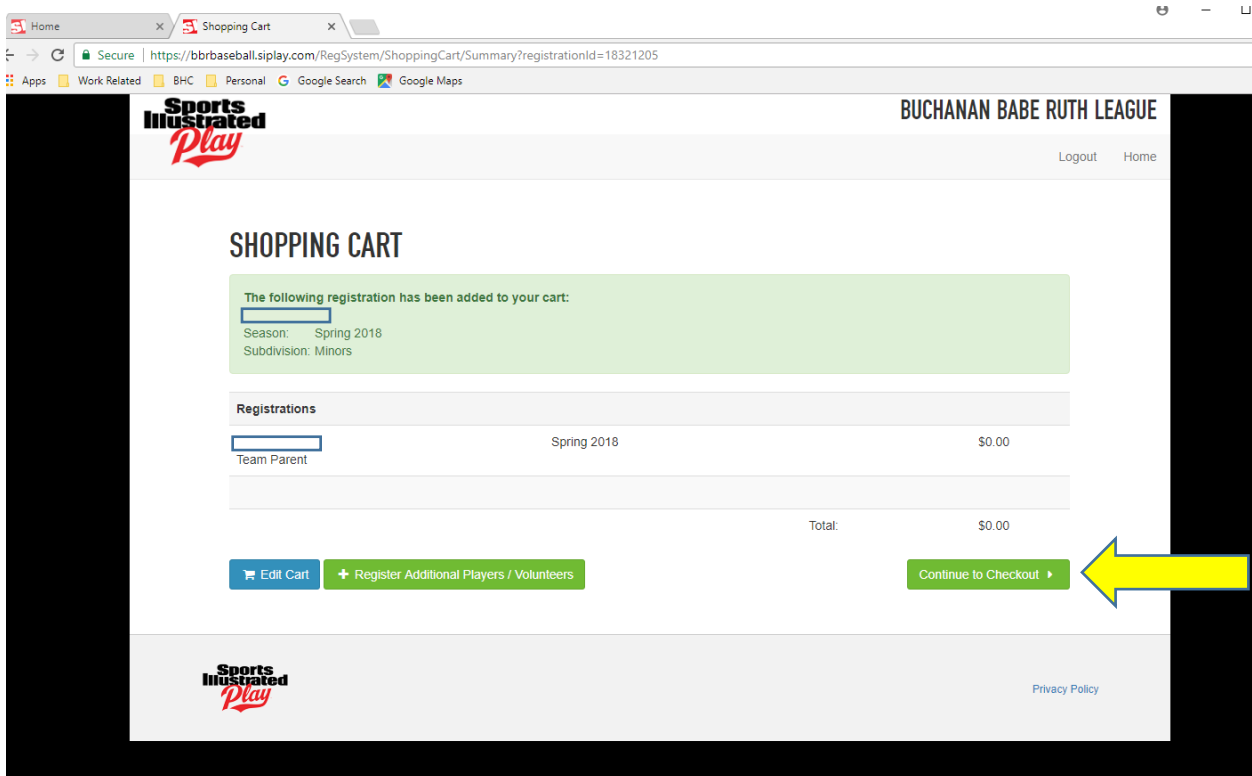 Home
Shopping Cart
Secure
https://bbrbaseball.siplay.com/RegSystem/ShoppingCart/Summary?registrationId=18321205
Apps Work Related BHC Personal G Google Search Google Maps
Sports
Illustrated
Play
BUCHANAN BABE RUTH LEAGUE
Logout Home
SHOPPING CART
The following registration has been added to your cart:
Season: Spring 2018
Subdivision: Minors
Registrations
Spring 2018 $0.00
Team Parent
Total: $0.00
Edit Cart + Register Additional Players / Volunteers Continue to Checkout
Sports
Illustrated
Play
Privacy Policy